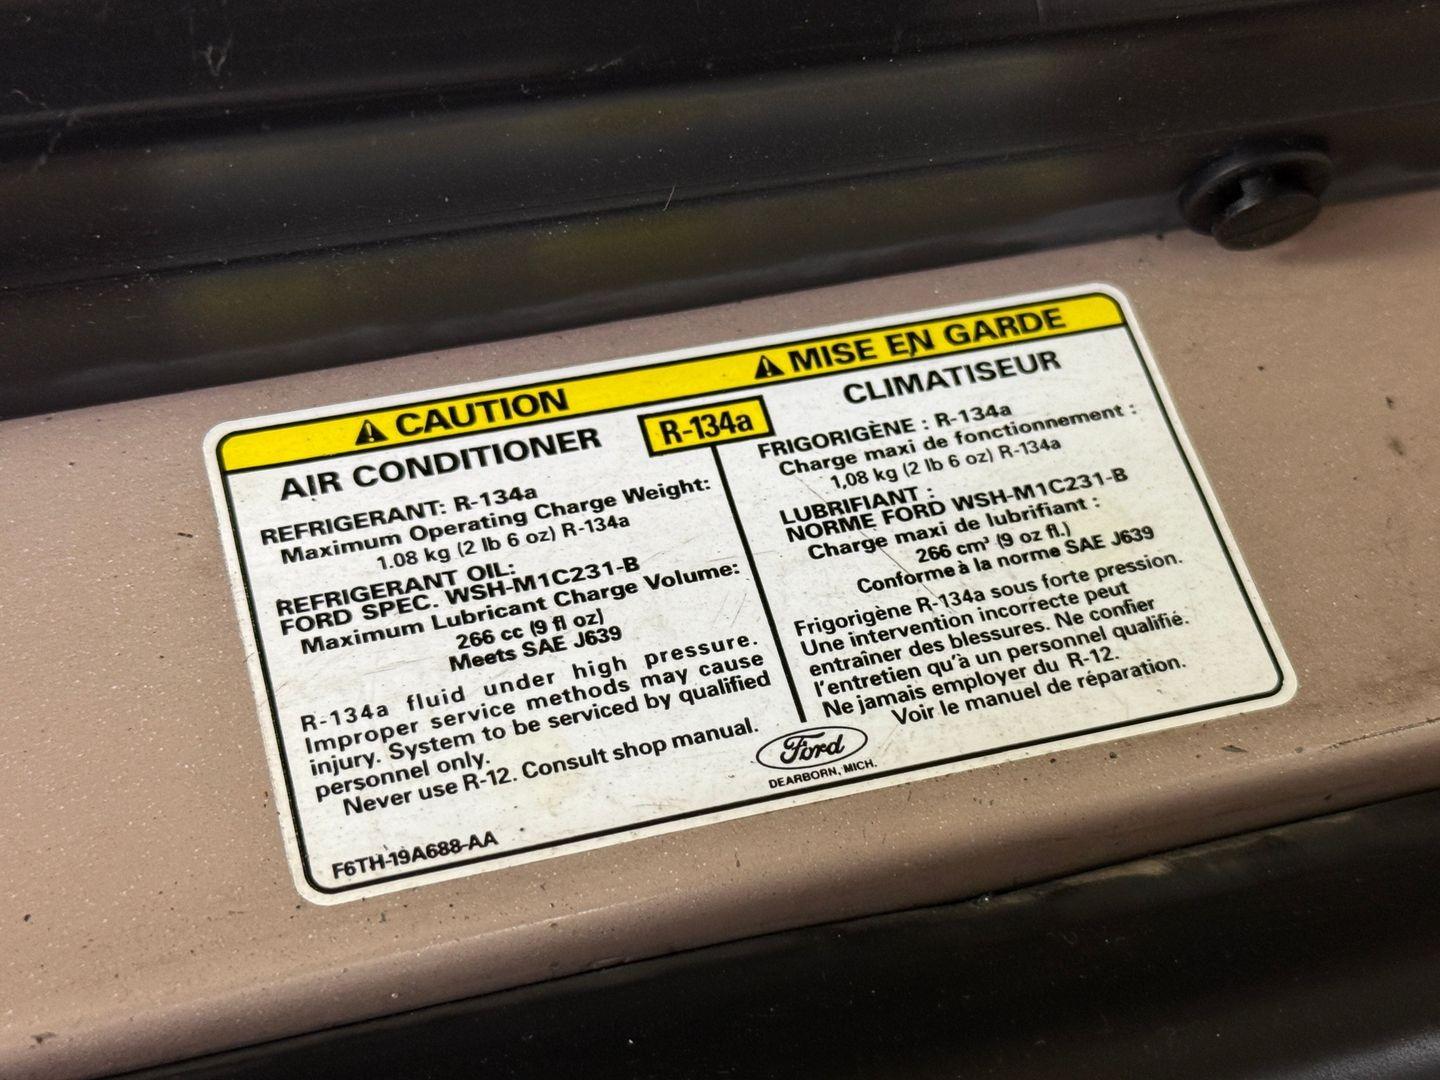 ⚠ CAUTION
⚠ MISE EN GARDE
R-134a
AIR CONDITIONER
REFRIGERANT: R-134a
Maximum Operating Charge Weight:
1.08 kg (2 lb 6 oz) R-134a
REFRIGERANT OIL:
FORD SPEC. WSH-M1C231-B
Maximum Lubricant Charge Volume:
266 cc (9 fl oz)
Meets SAE J639
R-134a fluid under high pressure.
Improper service methods may cause
injury. System to be serviced by qualified
personnel only.
Never use R-12. Consult shop manual.
F6TH-19A688-AA
CLIMATISEUR
FRIGORIGÈNE : R-134a
Charge maxi de fonctionnement :
1,08 kg (2 lb 6 oz) R-134a
LUBRIFIANT :
NORME FORD WSH-M1C231-B
Charge maxi de lubrifiant :
266 cm³ (9 oz fl.)
Conforme à la norme SAE J639
Frigorigène R-134a sous forte pression.
Une intervention incorrecte peut
entraîner des blessures. Ne confier
l'entretien qu'à un personnel qualifié.
Ne jamais employer du R-12.
Voir le manuel de réparation.
Ford
DEARBORN, MICH.